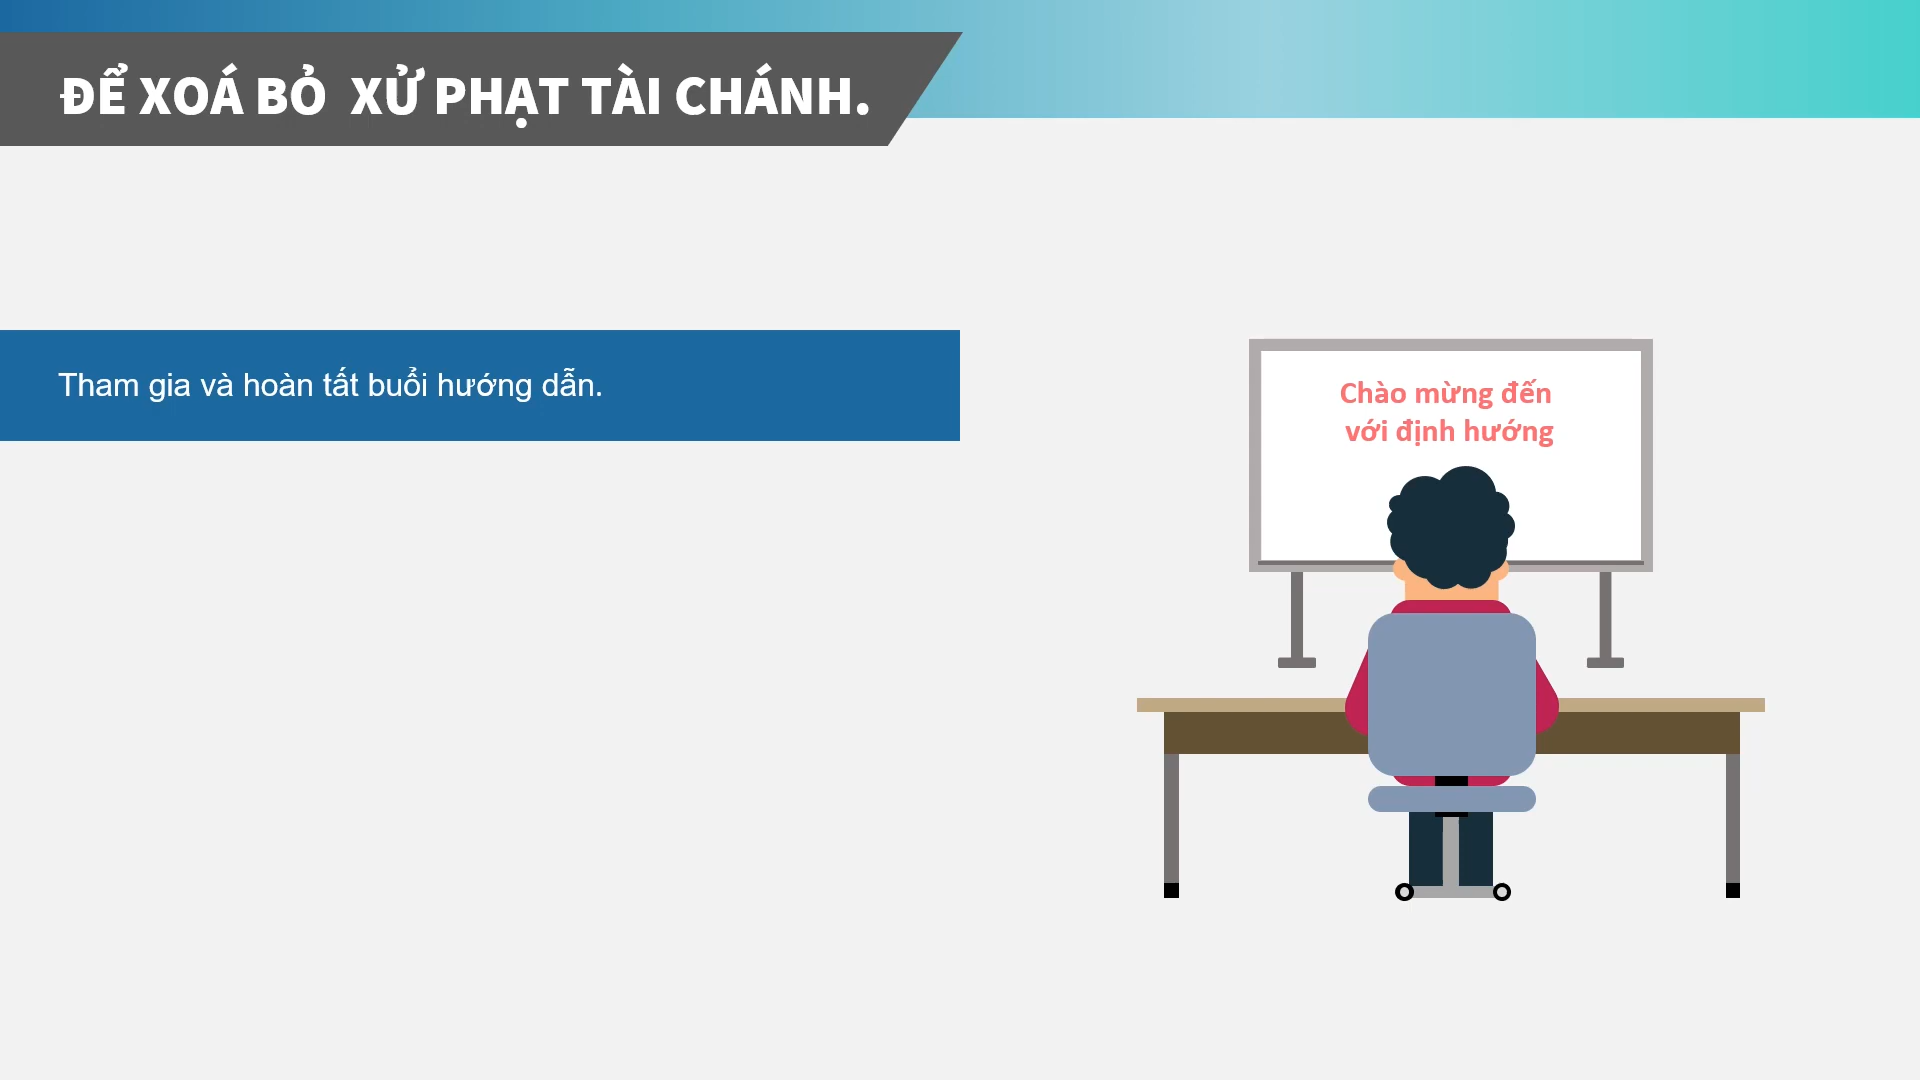 ĐỂ XOÁ BỎ  XỬ PHẠT TÀI CHÁNH.
Tham gia và hoàn tất buổi hướng dẫn.
Chào mừng đến
với định hướng